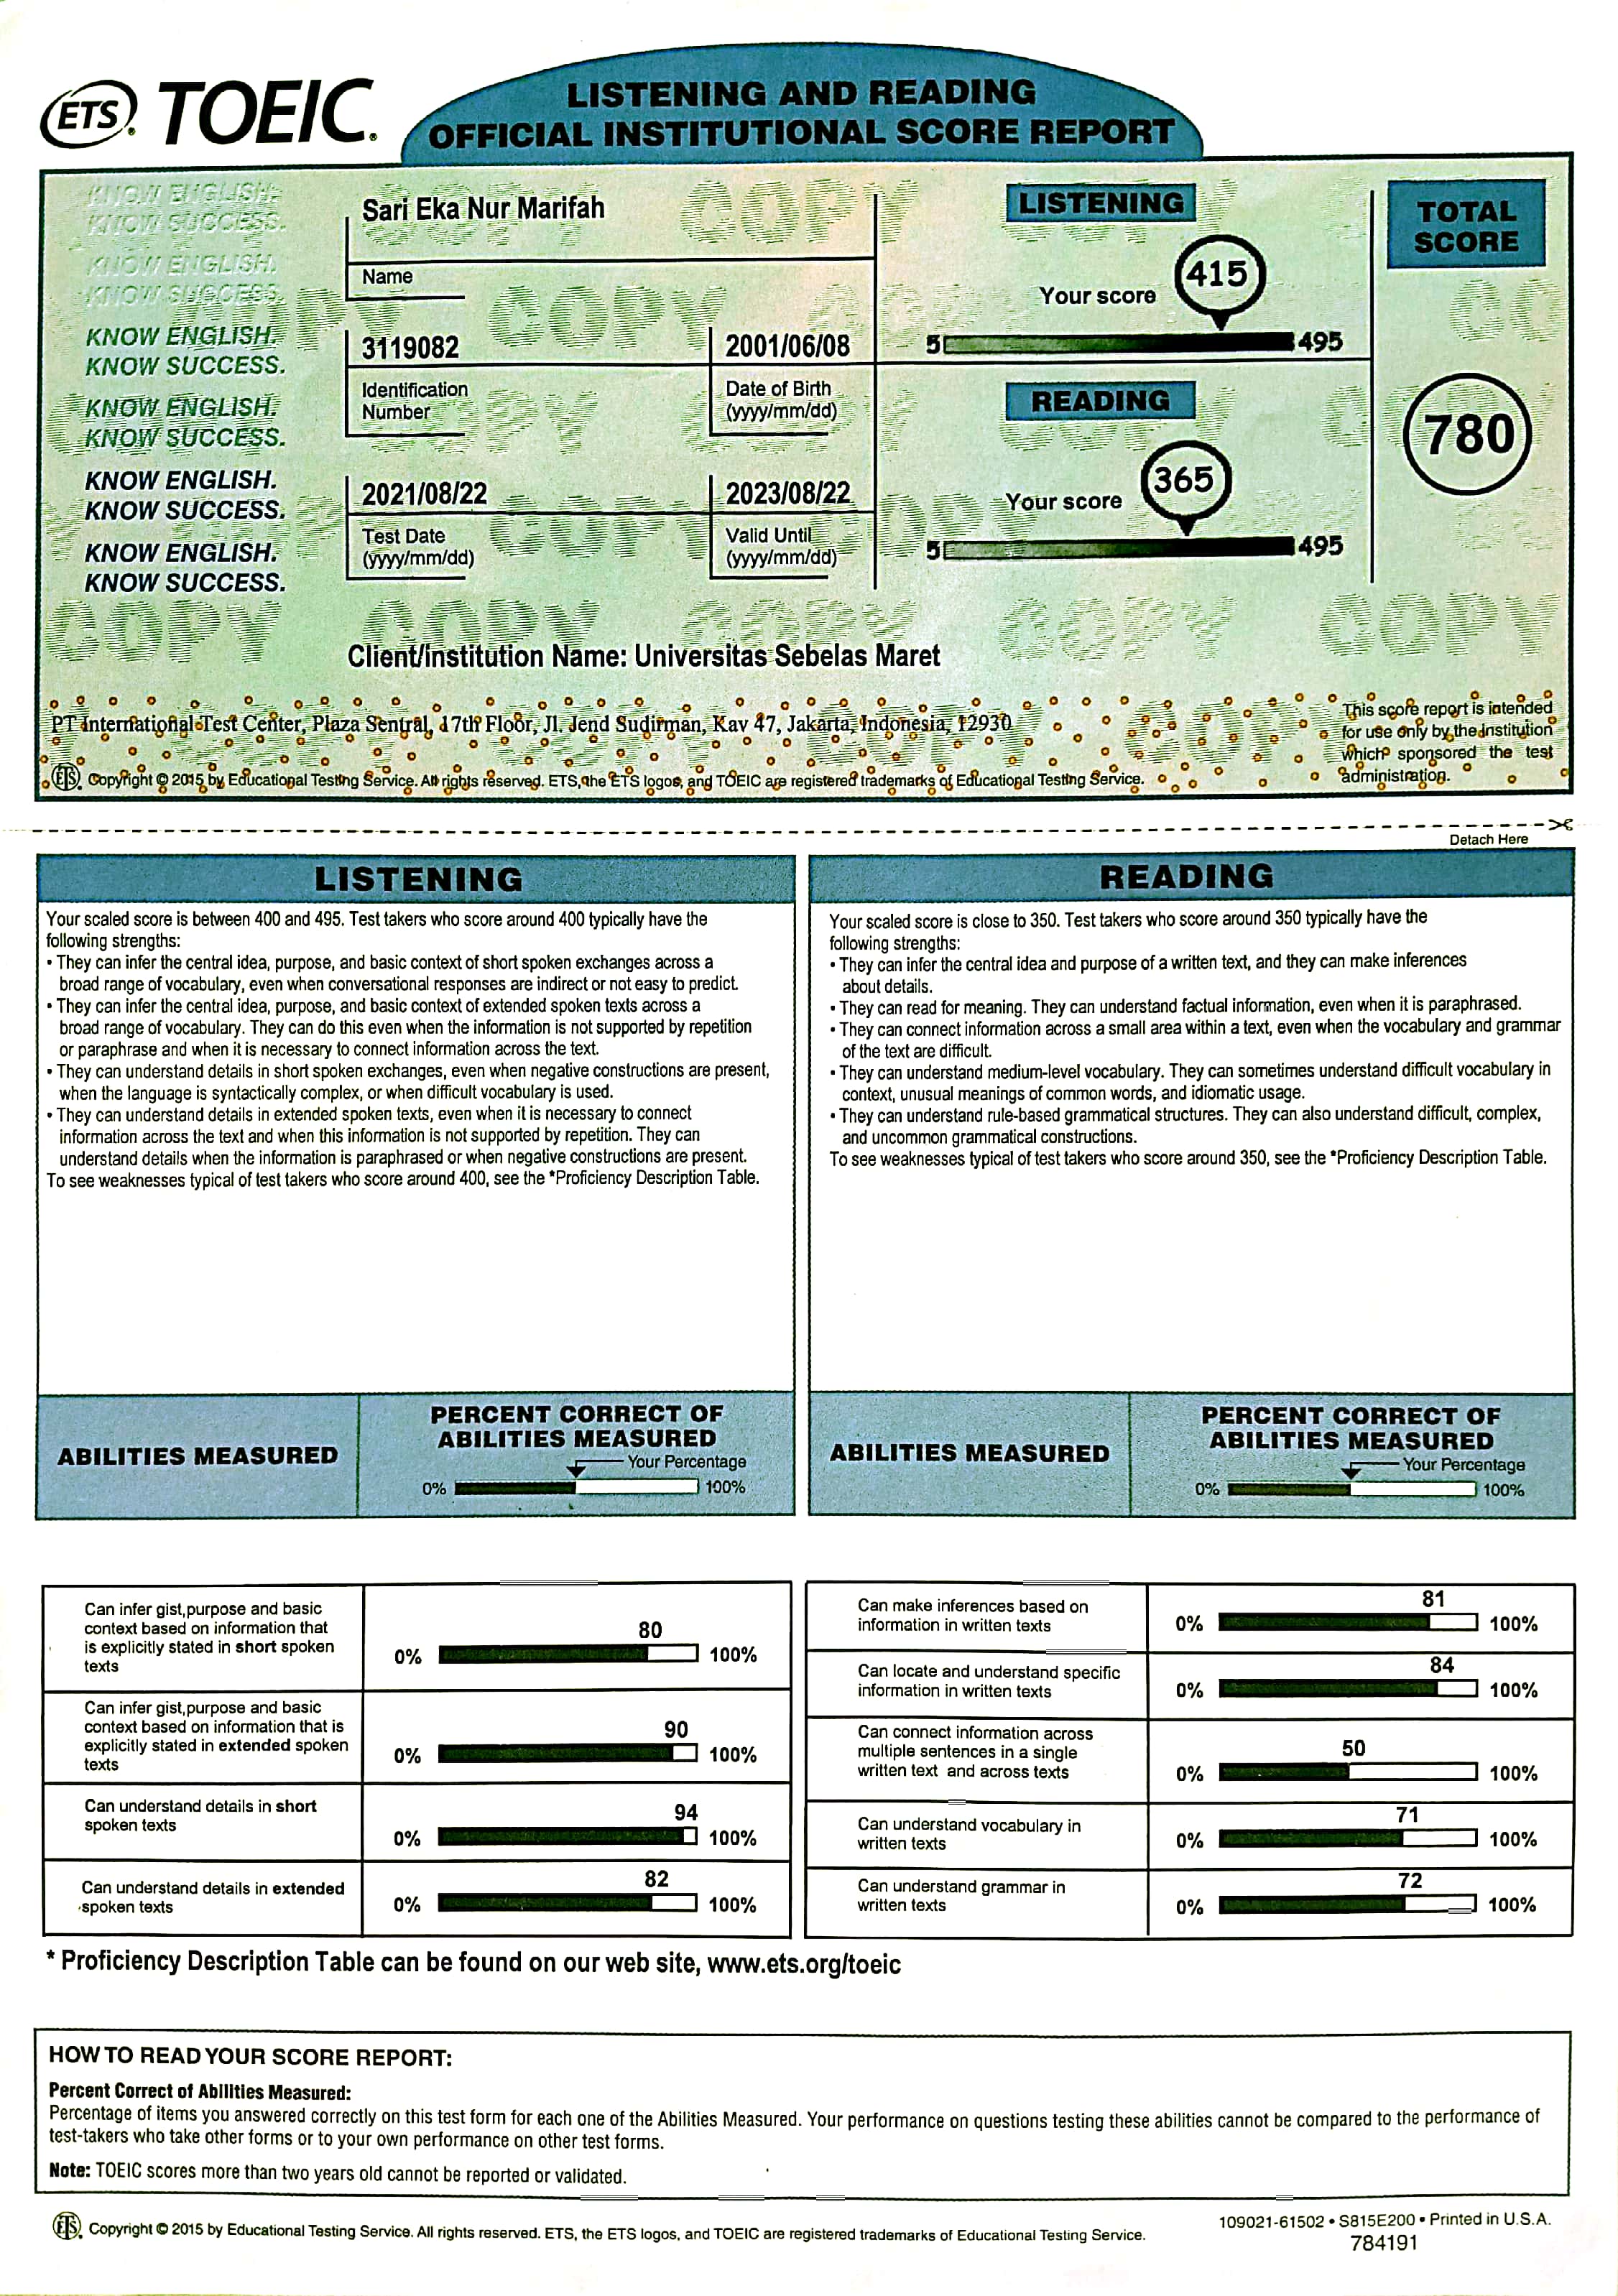 ETS® TOEIC®
LISTENING AND READING
OFFICIAL INSTITUTIONAL SCORE REPORT
KNOW ENGLISH.
KNOW SUCCESS.
KNOW ENGLISH.
KNOW SUCCESS.
KNOW ENGLISH.
KNOW SUCCESS.
KNOW ENGLISH.
KNOW SUCCESS.
KNOW ENGLISH.
KNOW SUCCESS.
KNOW ENGLISH.
KNOW SUCCESS.
Sari Eka Nur Marifah
Name
3119082
Identification
Number
2001/06/08
Date of Birth
(yyyy/mm/dd)
2021/08/22
Test Date
(yyyy/mm/dd)
2023/08/22
Valid Until
(yyyy/mm/dd)
LISTENING
Your score 415
5 495
READING
Your score 365
5 495
TOTAL
SCORE
780
COPY COPY COPY COPY COPY
Client/Institution Name: Universitas Sebelas Maret
PT International Test Center, Plaza Sentral, 17th Floor, Jl. Jend Sudirman, Kav 47, Jakarta, Indonesia, 12930
This score report is intended
for use only by the institution
which sponsored the test
administration.
ETS® Copyright © 2015 by Educational Testing Service. All rights reserved. ETS, the ETS logos, and TOEIC are registered trademarks of Educational Testing Service.
Detach Here
LISTENING
Your scaled score is between 400 and 495. Test takers who score around 400 typically have the
following strengths:
• They can infer the central idea, purpose, and basic context of short spoken exchanges across a
broad range of vocabulary, even when conversational responses are indirect or not easy to predict.
• They can infer the central idea, purpose, and basic context of extended spoken texts across a
broad range of vocabulary. They can do this even when the information is not supported by repetition
or paraphrase and when it is necessary to connect information across the text.
• They can understand details in short spoken exchanges, even when negative constructions are present,
when the language is syntactically complex, or when difficult vocabulary is used.
• They can understand details in extended spoken texts, even when it is necessary to connect
information across the text and when this information is not supported by repetition. They can
understand details when the information is paraphrased or when negative constructions are present.
To see weaknesses typical of test takers who score around 400, see the *Proficiency Description Table.
READING
Your scaled score is close to 350. Test takers who score around 350 typically have the
following strengths:
• They can infer the central idea and purpose of a written text, and they can make inferences
about details.
• They can read for meaning. They can understand factual information, even when it is paraphrased.
• They can connect information across a small area within a text, even when the vocabulary and grammar
of the text are difficult.
• They can understand medium-level vocabulary. They can sometimes understand difficult vocabulary in
context, unusual meanings of common words, and idiomatic usage.
• They can understand rule-based grammatical structures. They can also understand difficult, complex,
and uncommon grammatical constructions.
To see weaknesses typical of test takers who score around 350, see the *Proficiency Description Table.
ABILITIES MEASURED
PERCENT CORRECT OF
ABILITIES MEASURED
Your Percentage
0% 100%
ABILITIES MEASURED
PERCENT CORRECT OF
ABILITIES MEASURED
Your Percentage
0% 100%
Can infer gist,purpose and basic
context based on information that
is explicitly stated in short spoken
texts
80
0% 100%
Can infer gist,purpose and basic
context based on information that is
explicitly stated in extended spoken
texts
90
0% 100%
Can understand details in short
spoken texts
94
0% 100%
Can understand details in extended
spoken texts
82
0% 100%
Can make inferences based on
information in written texts
81
0% 100%
Can locate and understand specific
information in written texts
84
0% 100%
Can connect information across
multiple sentences in a single
written text and across texts
50
0% 100%
Can understand vocabulary in
written texts
71
0% 100%
Can understand grammar in
written texts
72
0% 100%
* Proficiency Description Table can be found on our web site, www.ets.org/toeic
HOW TO READ YOUR SCORE REPORT:
Percent Correct of Abilities Measured:
Percentage of items you answered correctly on this test form for each one of the Abilities Measured. Your performance on questions testing these abilities cannot be compared to the performance of
test-takers who take other forms or to your own performance on other test forms.
Note: TOEIC scores more than two years old cannot be reported or validated.
ETS® Copyright © 2015 by Educational Testing Service. All rights reserved. ETS, the ETS logos, and TOEIC are registered trademarks of Educational Testing Service.
109021-61502 • S815E200 • Printed in U.S.A.
784191